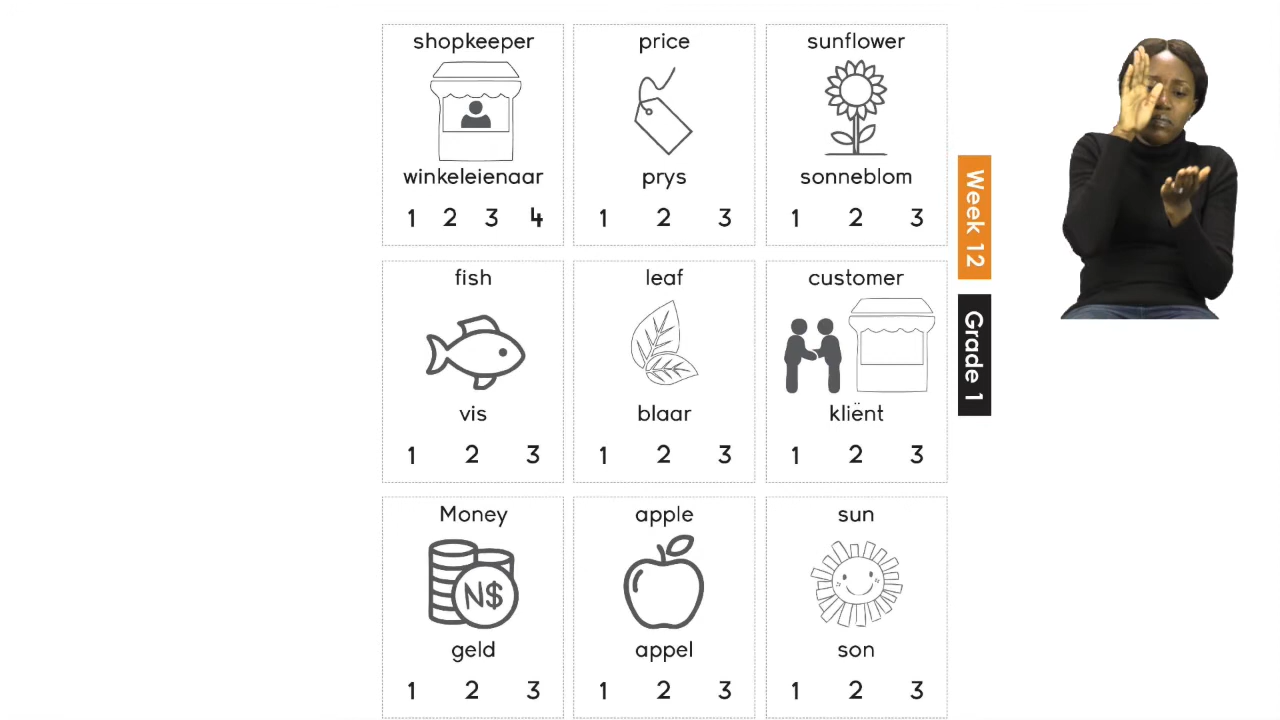 shopkeeper
winkeleienaar
1 2 3 4
price
prys
1 2 3
sunflower
sonneblom
1 2 3
fish
vis
1 2 3
leaf
blaar
1 2 3
customer
kliënt
1 2 3
Money
N$
geld
1 2 3
apple
appel
1 2 3
sun
son
1 2 3
Week 12
Grade 1